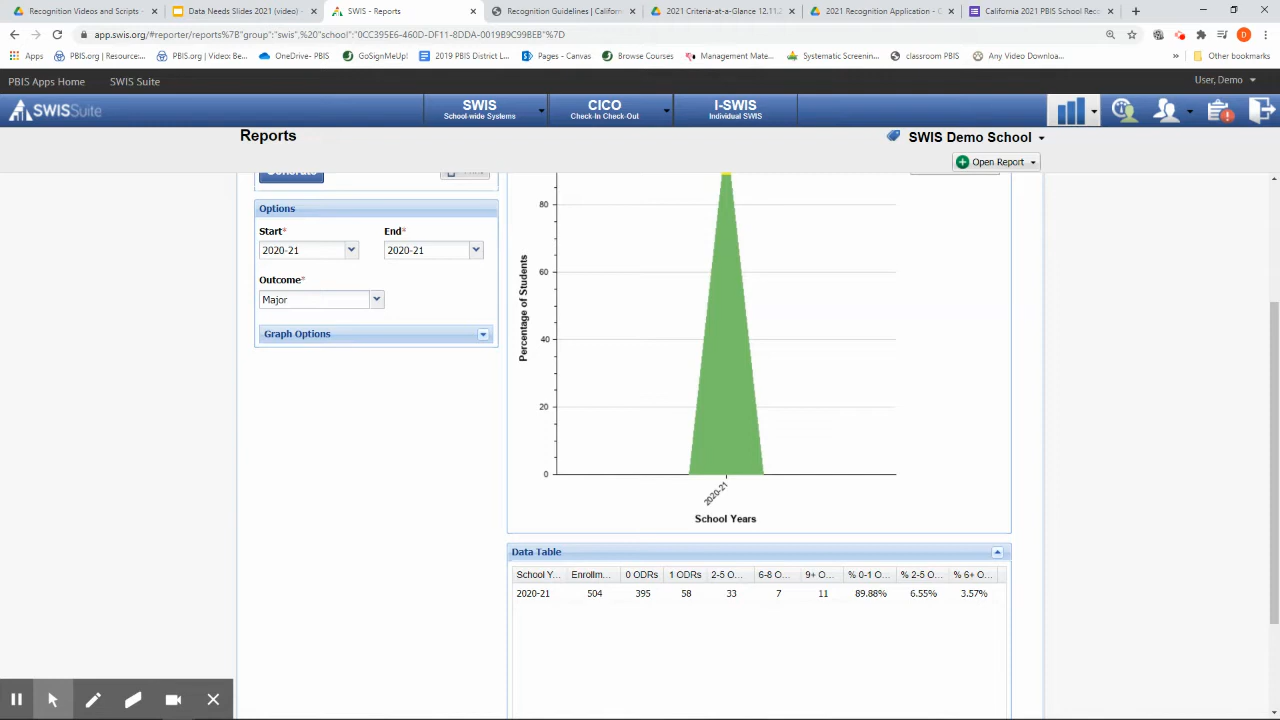 Recognition Videos and Scripts -
Data Needs Slides 2021 (video) -
SWIS - Reports
Recognition Guidelines | Californ
2021 Criteria-at-a-Glance 12.11.2
2021 Recognition Application - G
California 2021 PBIS School Rec
app.swis.org/#reporter/reports%7B"group":"swis",%20"school":"0CC395E6-460D-DF11-8DDA-0019B9C99BEB"%7D
D
Apps
PBIS.org | Resource:...
PBIS.org | Video: Be...
OneDrive- PBIS
GoSignMeUp!
2019 PBIS District L...
Pages - Canvas
Browse Courses
Management Mate...
Systematic Screenin...
classroom PBIS
Any Video Downloa...
Other bookmarks
PBIS Apps Home
SWIS Suite
User, Demo
SWISSuite
SWIS
School-wide Systems
CICO
Check-In Check-Out
I-SWIS
Individual SWIS
Reports
SWIS Demo School
Open Report
Options
Start*
End*
2020-21
2020-21
Outcome*
Major
Graph Options
80
60
40
20
0
Percentage of Students
2020-21
School Years
Data Table
School Y... Enrollm... 0 ODRs 1 ODRs 2-5 O... 6-8 O... 9+ O... % 0-1 O... % 2-5 O... % 6+ O...
2020-21 504 395 58 33 7 11 89.88% 6.55% 3.57%